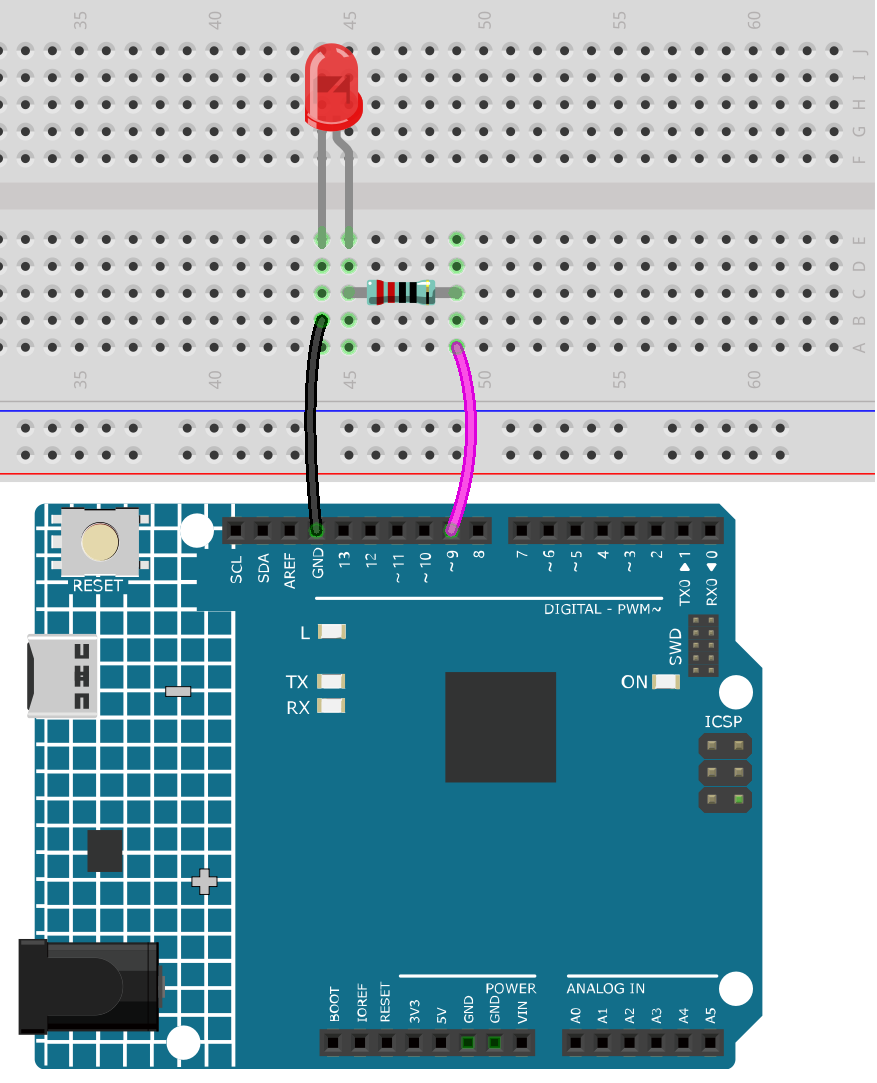 35 40 45 50 55 60
J
I
H
G
F
E
D
C
B
A
35 40 45 50 55 60
RESET
SCL SDA AREF GND 13 12 ~11 ~10 ~9 8 7 ~6 ~5 4 ~3 2 TX0▶1 RX0◀0
DIGITAL - PWM~
L
TX
RX
ON
SWD
ICSP
POWER
ANALOG IN
BOOT IOREF RESET 3V3 5V GND GND VIN A0 A1 A2 A3 A4 A5